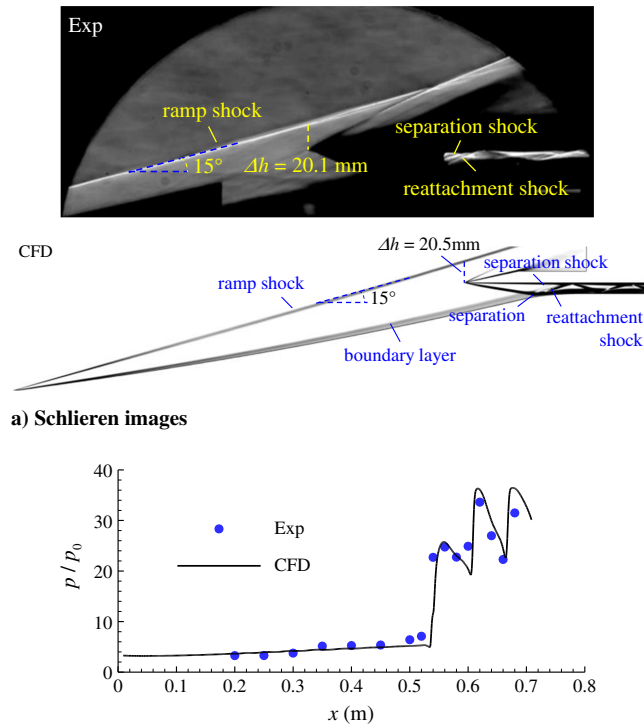 Exp
ramp shock
separation shock
15°
Δh = 20.1 mm
reattachment shock
CFD
Δh = 20.5mm
ramp shock
separation shock
15°
separation
reattachment
shock
boundary layer
a) Schlieren images
40
30
20
10
0
p / p0
Exp
CFD
0
0.1
0.2
0.3
0.4
0.5
0.6
0.7
0.8
x (m)